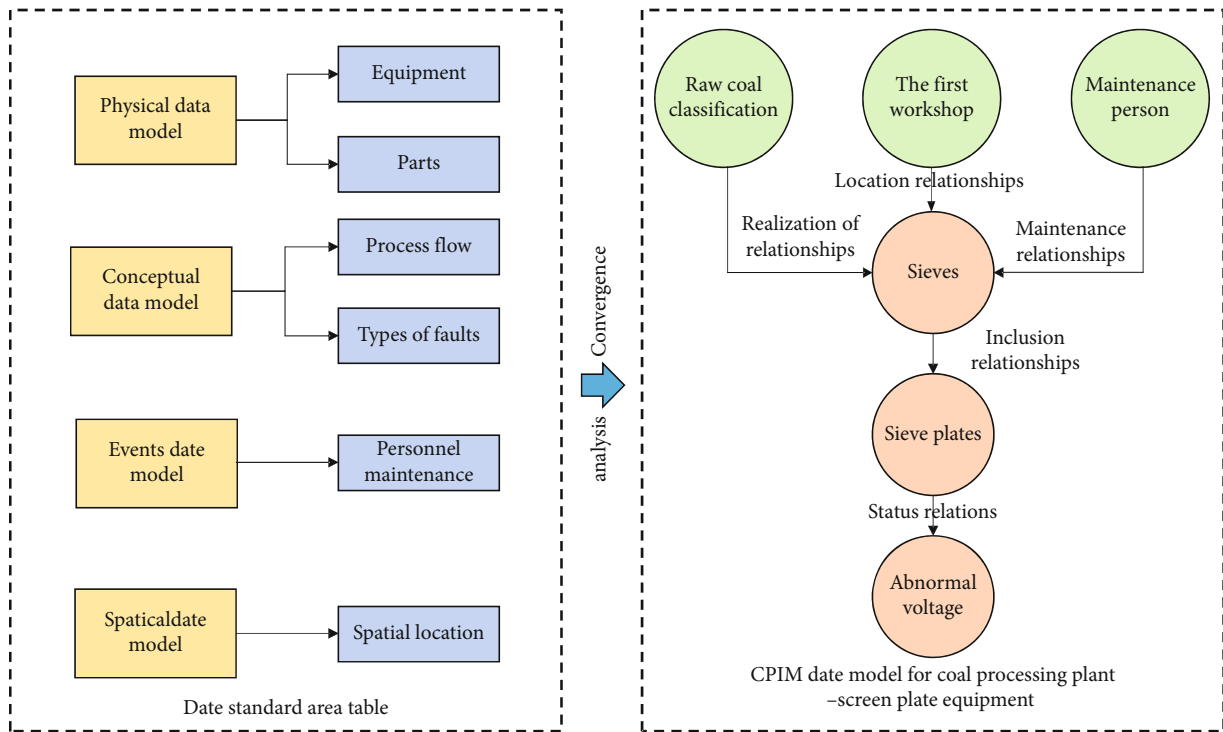 Physical data
model
Equipment
Parts
Conceptual
data model
Process flow
Types of faults
Events date
model
Personnel
maintenance
Spaticaldate
model
Spatial location
Date standard area table
Convergence
analysis
Raw coal
classification
The first
workshop
Maintenance
person
Location relationships
Realization of
relationships
Maintenance
relationships
Sieves
Inclusion
relationships
Sieve plates
Status relations
Abnormal
voltage
CPIM date model for coal processing plant
–screen plate equipment